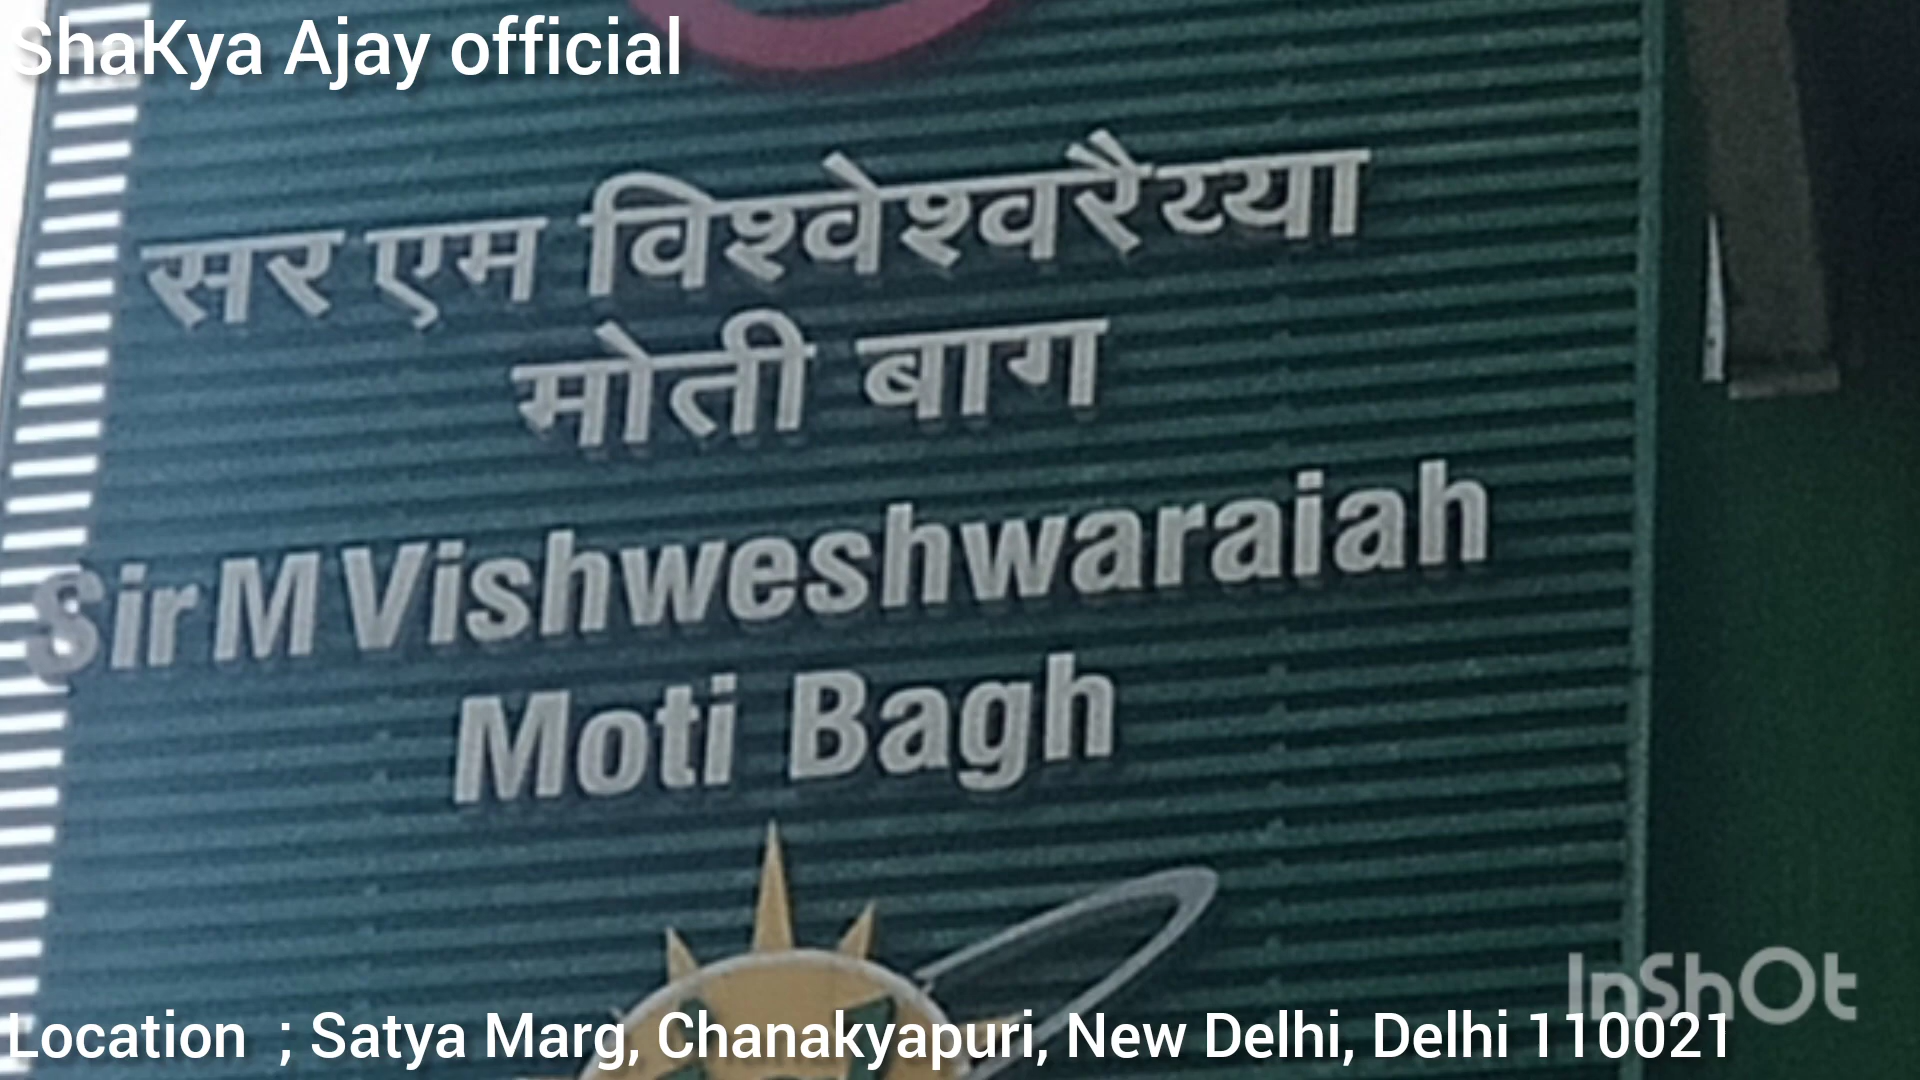 ShaKya Ajay official
सर एम विश्वेश्वरैय्या
मोती बाग
Sir M Vishweshwaraiah
Moti Bagh
InShOt
Location  ; Satya Marg, Chanakyapuri, New Delhi, Delhi 110021